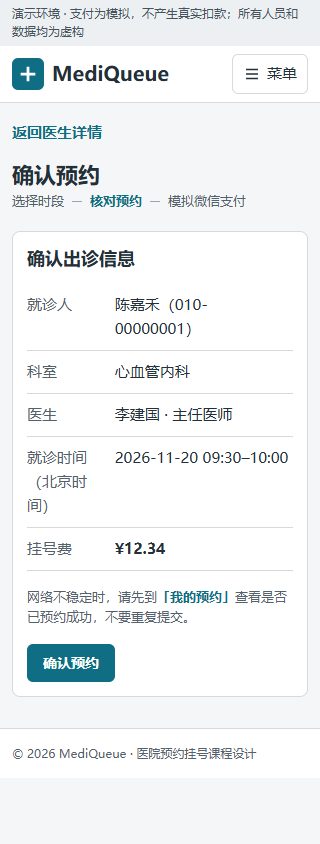 演示环境 · 支付为模拟，不产生真实扣款；所有人员和
数据均为虚构
MediQueue
菜单
返回医生详情
确认预约
选择时段 — 核对预约 — 模拟微信支付
确认出诊信息
就诊人 陈嘉禾（010-
00000001）
科室 心血管内科
医生 李建国 · 主任医师
就诊时间 2026-11-20 09:30–10:00
（北京时
间）
挂号费 ¥12.34
网络不稳定时，请先到「我的预约」查看是否
已预约成功，不要重复提交。
确认预约
© 2026 MediQueue · 医院预约挂号课程设计